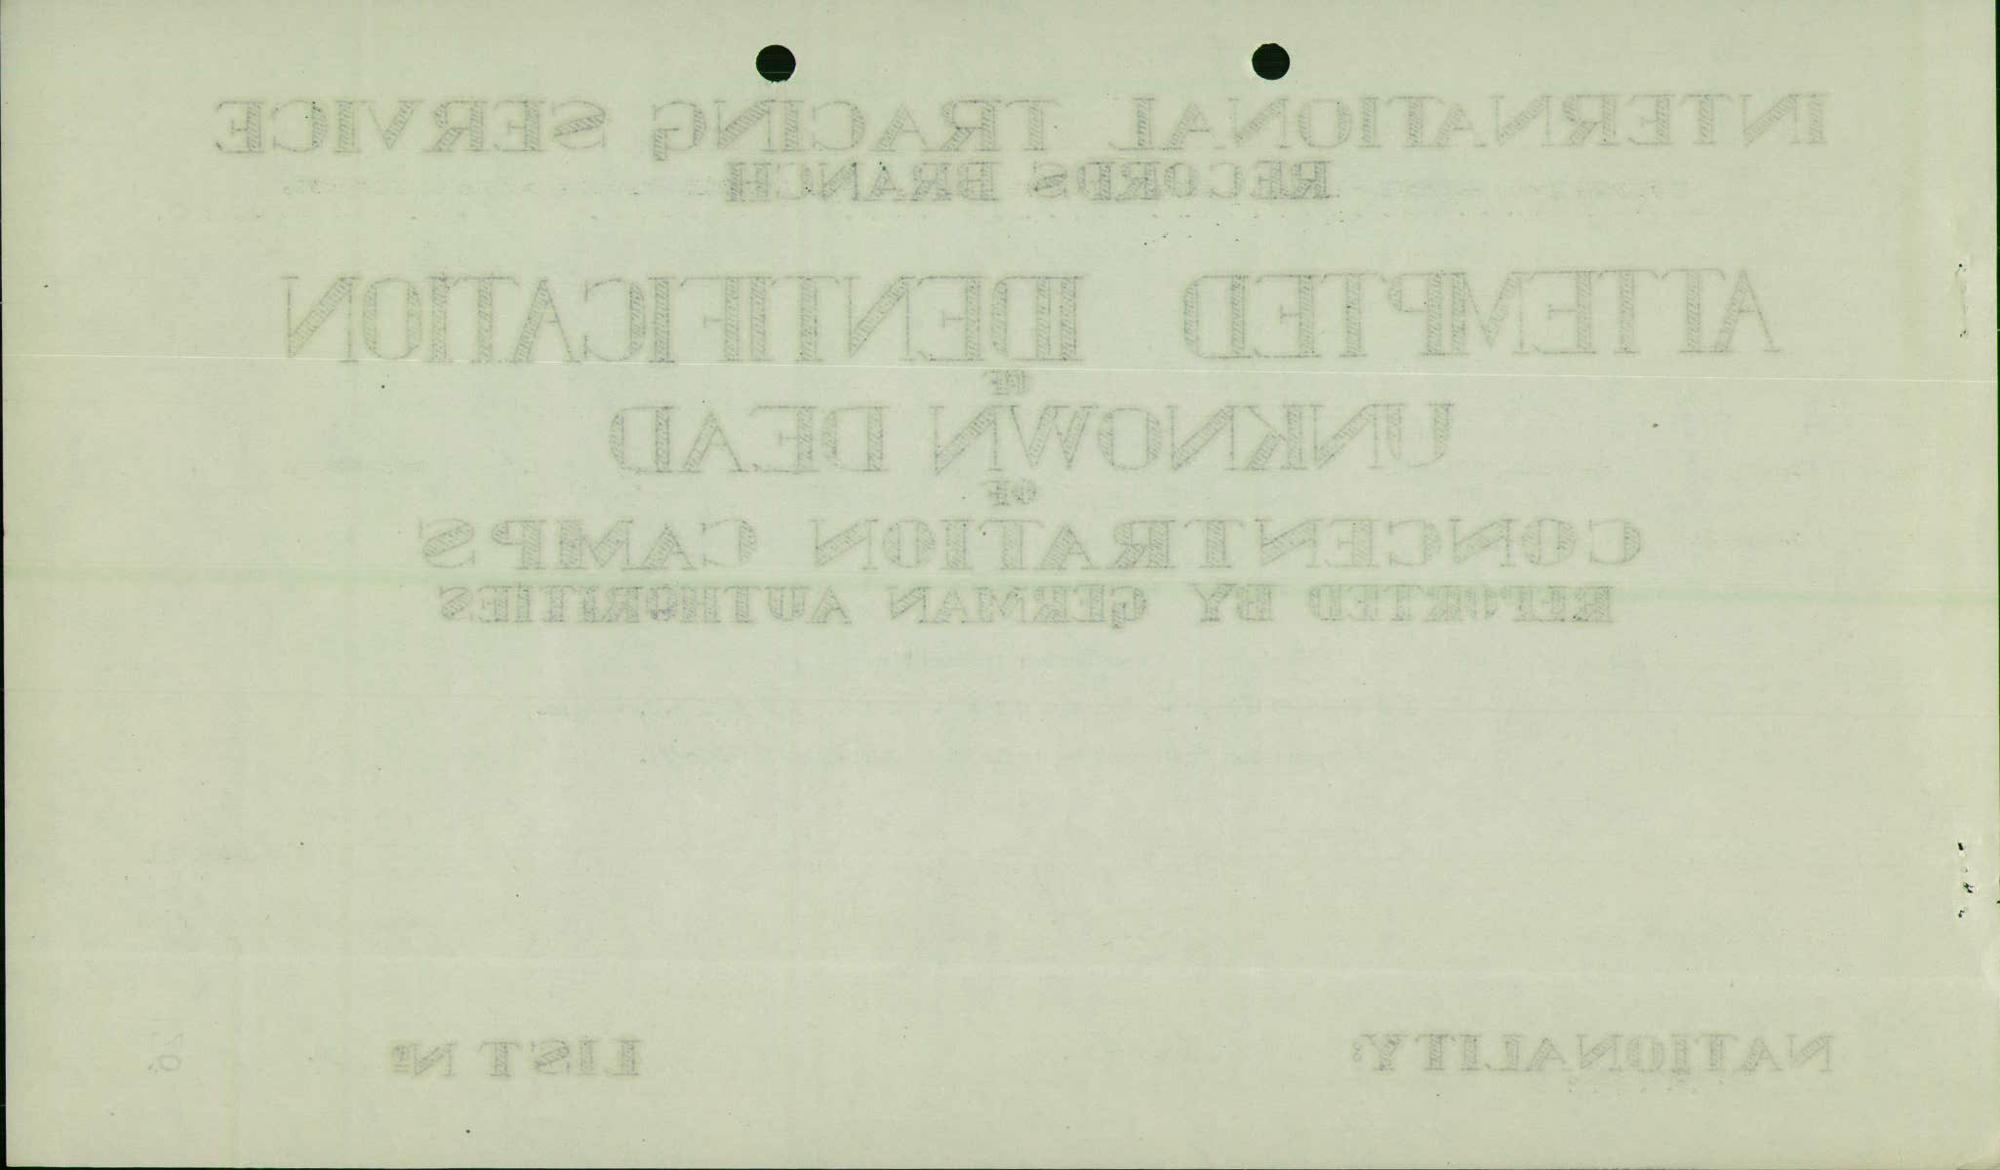 INTERNATIONAL TRACING SERVICE
RECORDS BRANCH
ATTEMPTED IDENTIFICATION
OF
UNKNOWN DEAD
OF
CONCENTRATION CAMPS
REPORTED BY GERMAN AUTHORITIES
NATIONALITY: LIST Nº